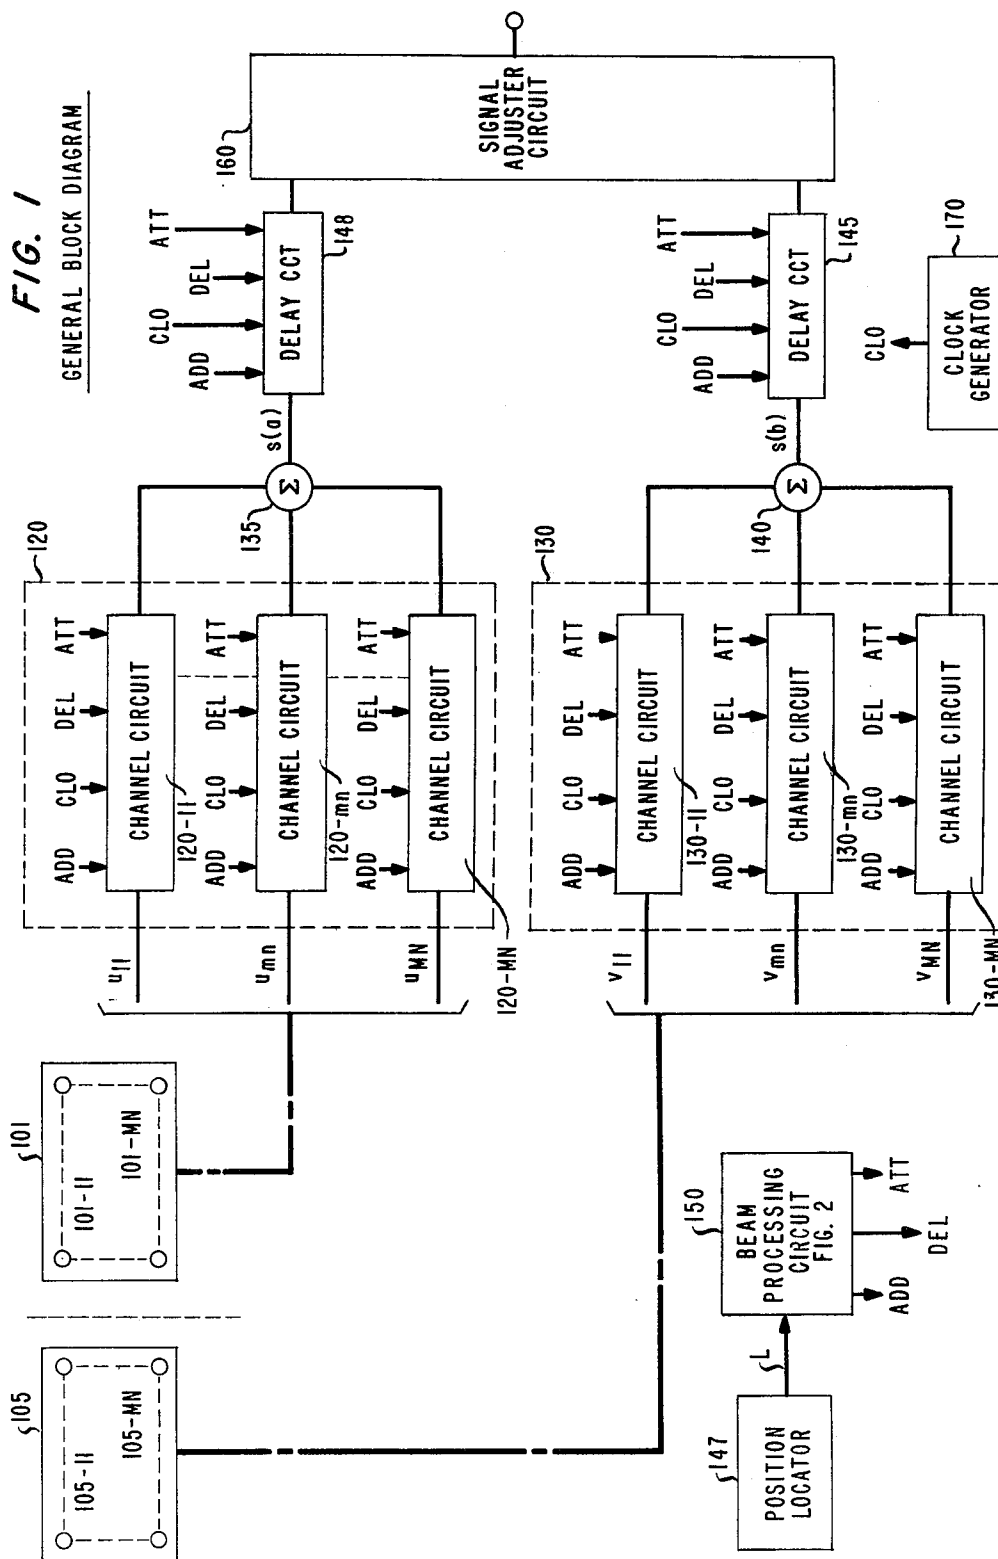 FIG. 1
GENERAL BLOCK DIAGRAM
105
105-11
105-MN
101
101-11
101-MN
u11
umn
uMN
120
ADD CLO DEL ATT
CHANNEL CIRCUIT
120-11
ADD CLO DEL ATT
CHANNEL CIRCUIT
120-mn
ADD CLO DEL ATT
CHANNEL CIRCUIT
120-MN
Σ
135
s(a)
ADD CLO DEL ATT
DELAY CCT
148
160
SIGNAL
ADJUSTER
CIRCUIT
v11
vmn
vMN
130
ADD CLO DEL ATT
CHANNEL CIRCUIT
130-11
ADD CLO DEL ATT
CHANNEL CIRCUIT
130-mn
ADD CLO DEL ATT
CHANNEL CIRCUIT
130-MN
Σ
140
s(b)
ADD CLO DEL ATT
DELAY CCT
145
147
POSITION
LOCATOR
L
150
BEAM
PROCESSING
CIRCUIT
FIG. 2
ADD DEL ATT
CLO
170
CLOCK
GENERATOR